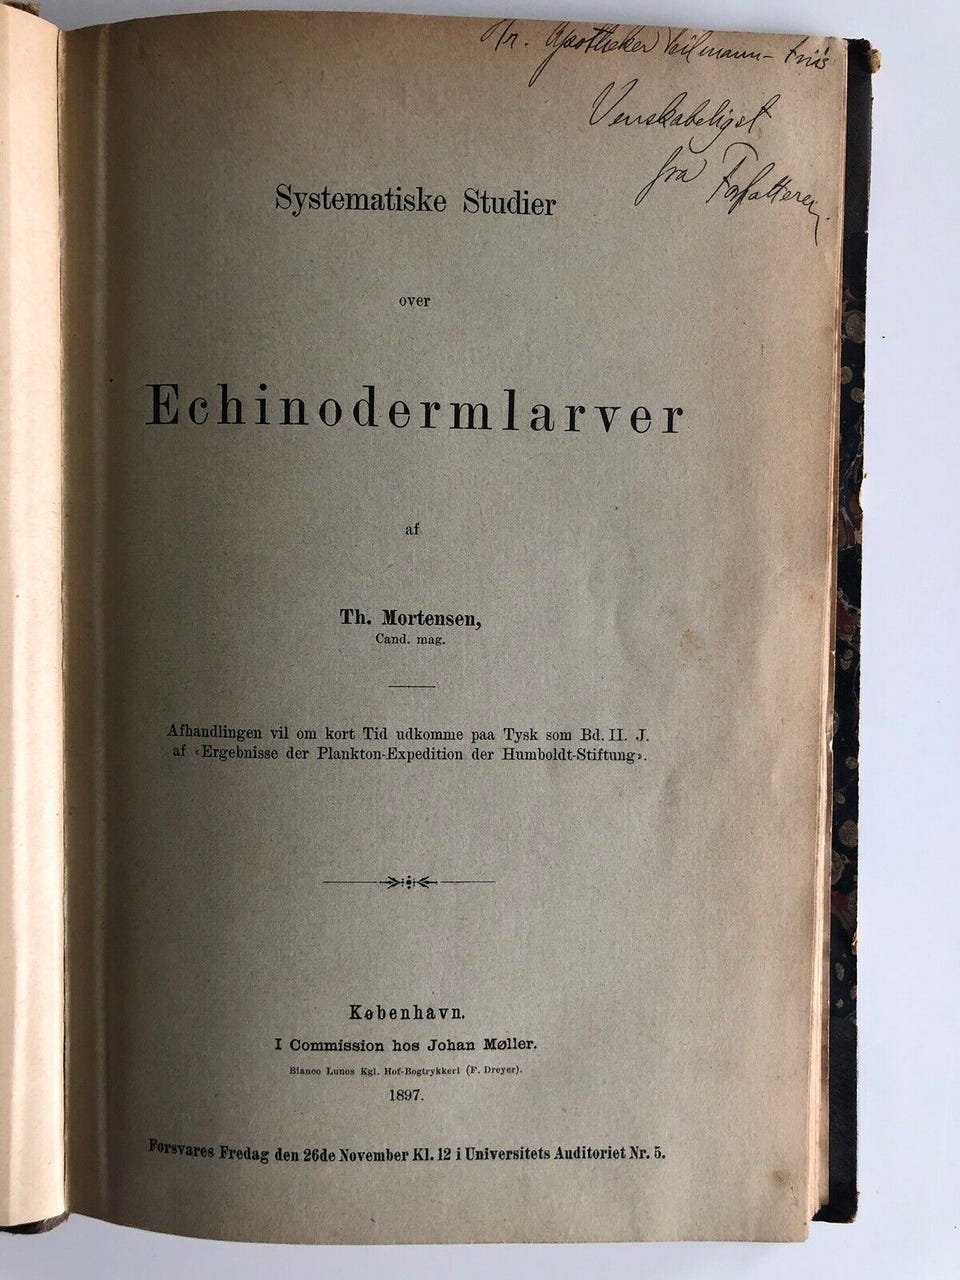 Hr. Apotheker Heilmann-Friis
Venskabeligst
fra Forfatteren.
Systematiske Studier
over
Echinodermlarver
af
Th. Mortensen,
Cand. mag.
Afhandlingen vil om kort Tid udkomme paa Tysk som Bd. II. J.
af ‹Ergebnisse der Plankton-Expedition der Humboldt-Stiftung›.
København.
I Commission hos Johan Møller.
Bianco Lunos Kgl. Hof-Bogtrykkeri (F. Dreyer).
1897.
Forsvares Fredag den 26de November Kl. 12 i Universitets Auditoriet Nr. 5.